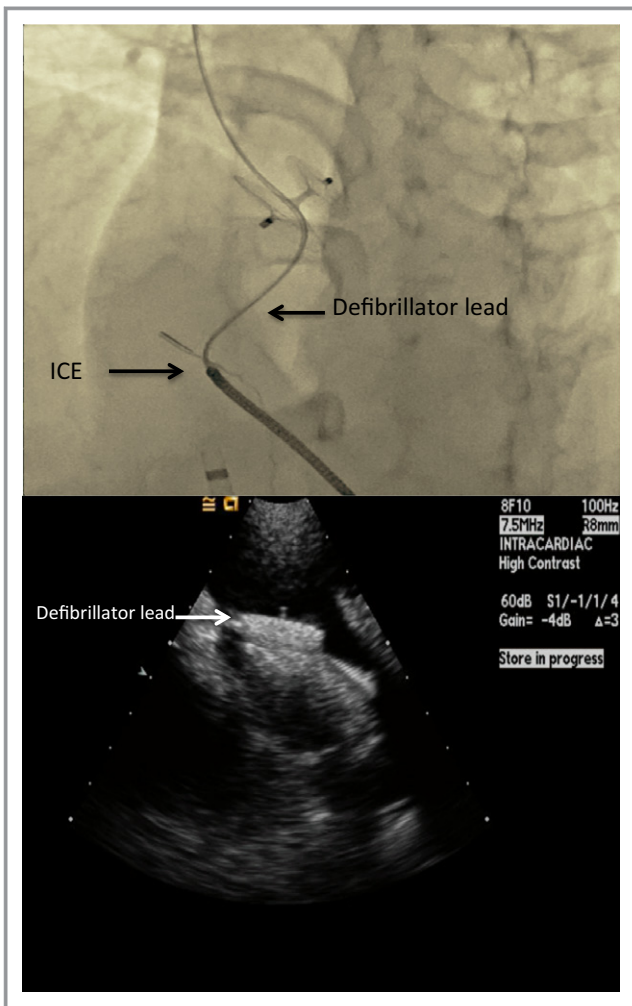 Defibrillator lead
ICE
8F10 100Hz
7.5MHz R8mm
INTRACARDIAC
High Contrast
Defibrillator lead
60dB S1/-1/1/4
Gain= -4dB Δ=3
Store in progress